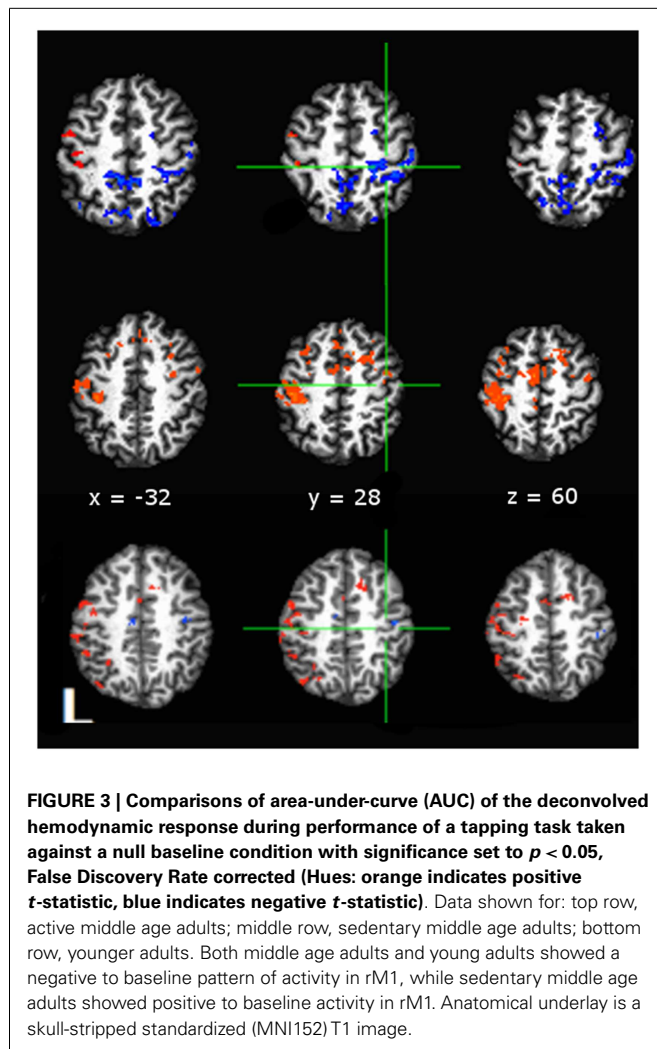 x = -32
y = 28
z = 60
L
FIGURE 3 | Comparisons of area-under-curve (AUC) of the deconvolved
hemodynamic response during performance of a tapping task taken
against a null baseline condition with significance set to p < 0.05,
False Discovery Rate corrected (Hues: orange indicates positive
t-statistic, blue indicates negative t-statistic). Data shown for: top row,
active middle age adults; middle row, sedentary middle age adults; bottom
row, younger adults. Both middle age adults and young adults showed a
negative to baseline pattern of activity in rM1, while sedentary middle age
adults showed positive to baseline activity in rM1. Anatomical underlay is a
skull-stripped standardized (MNI152) T1 image.